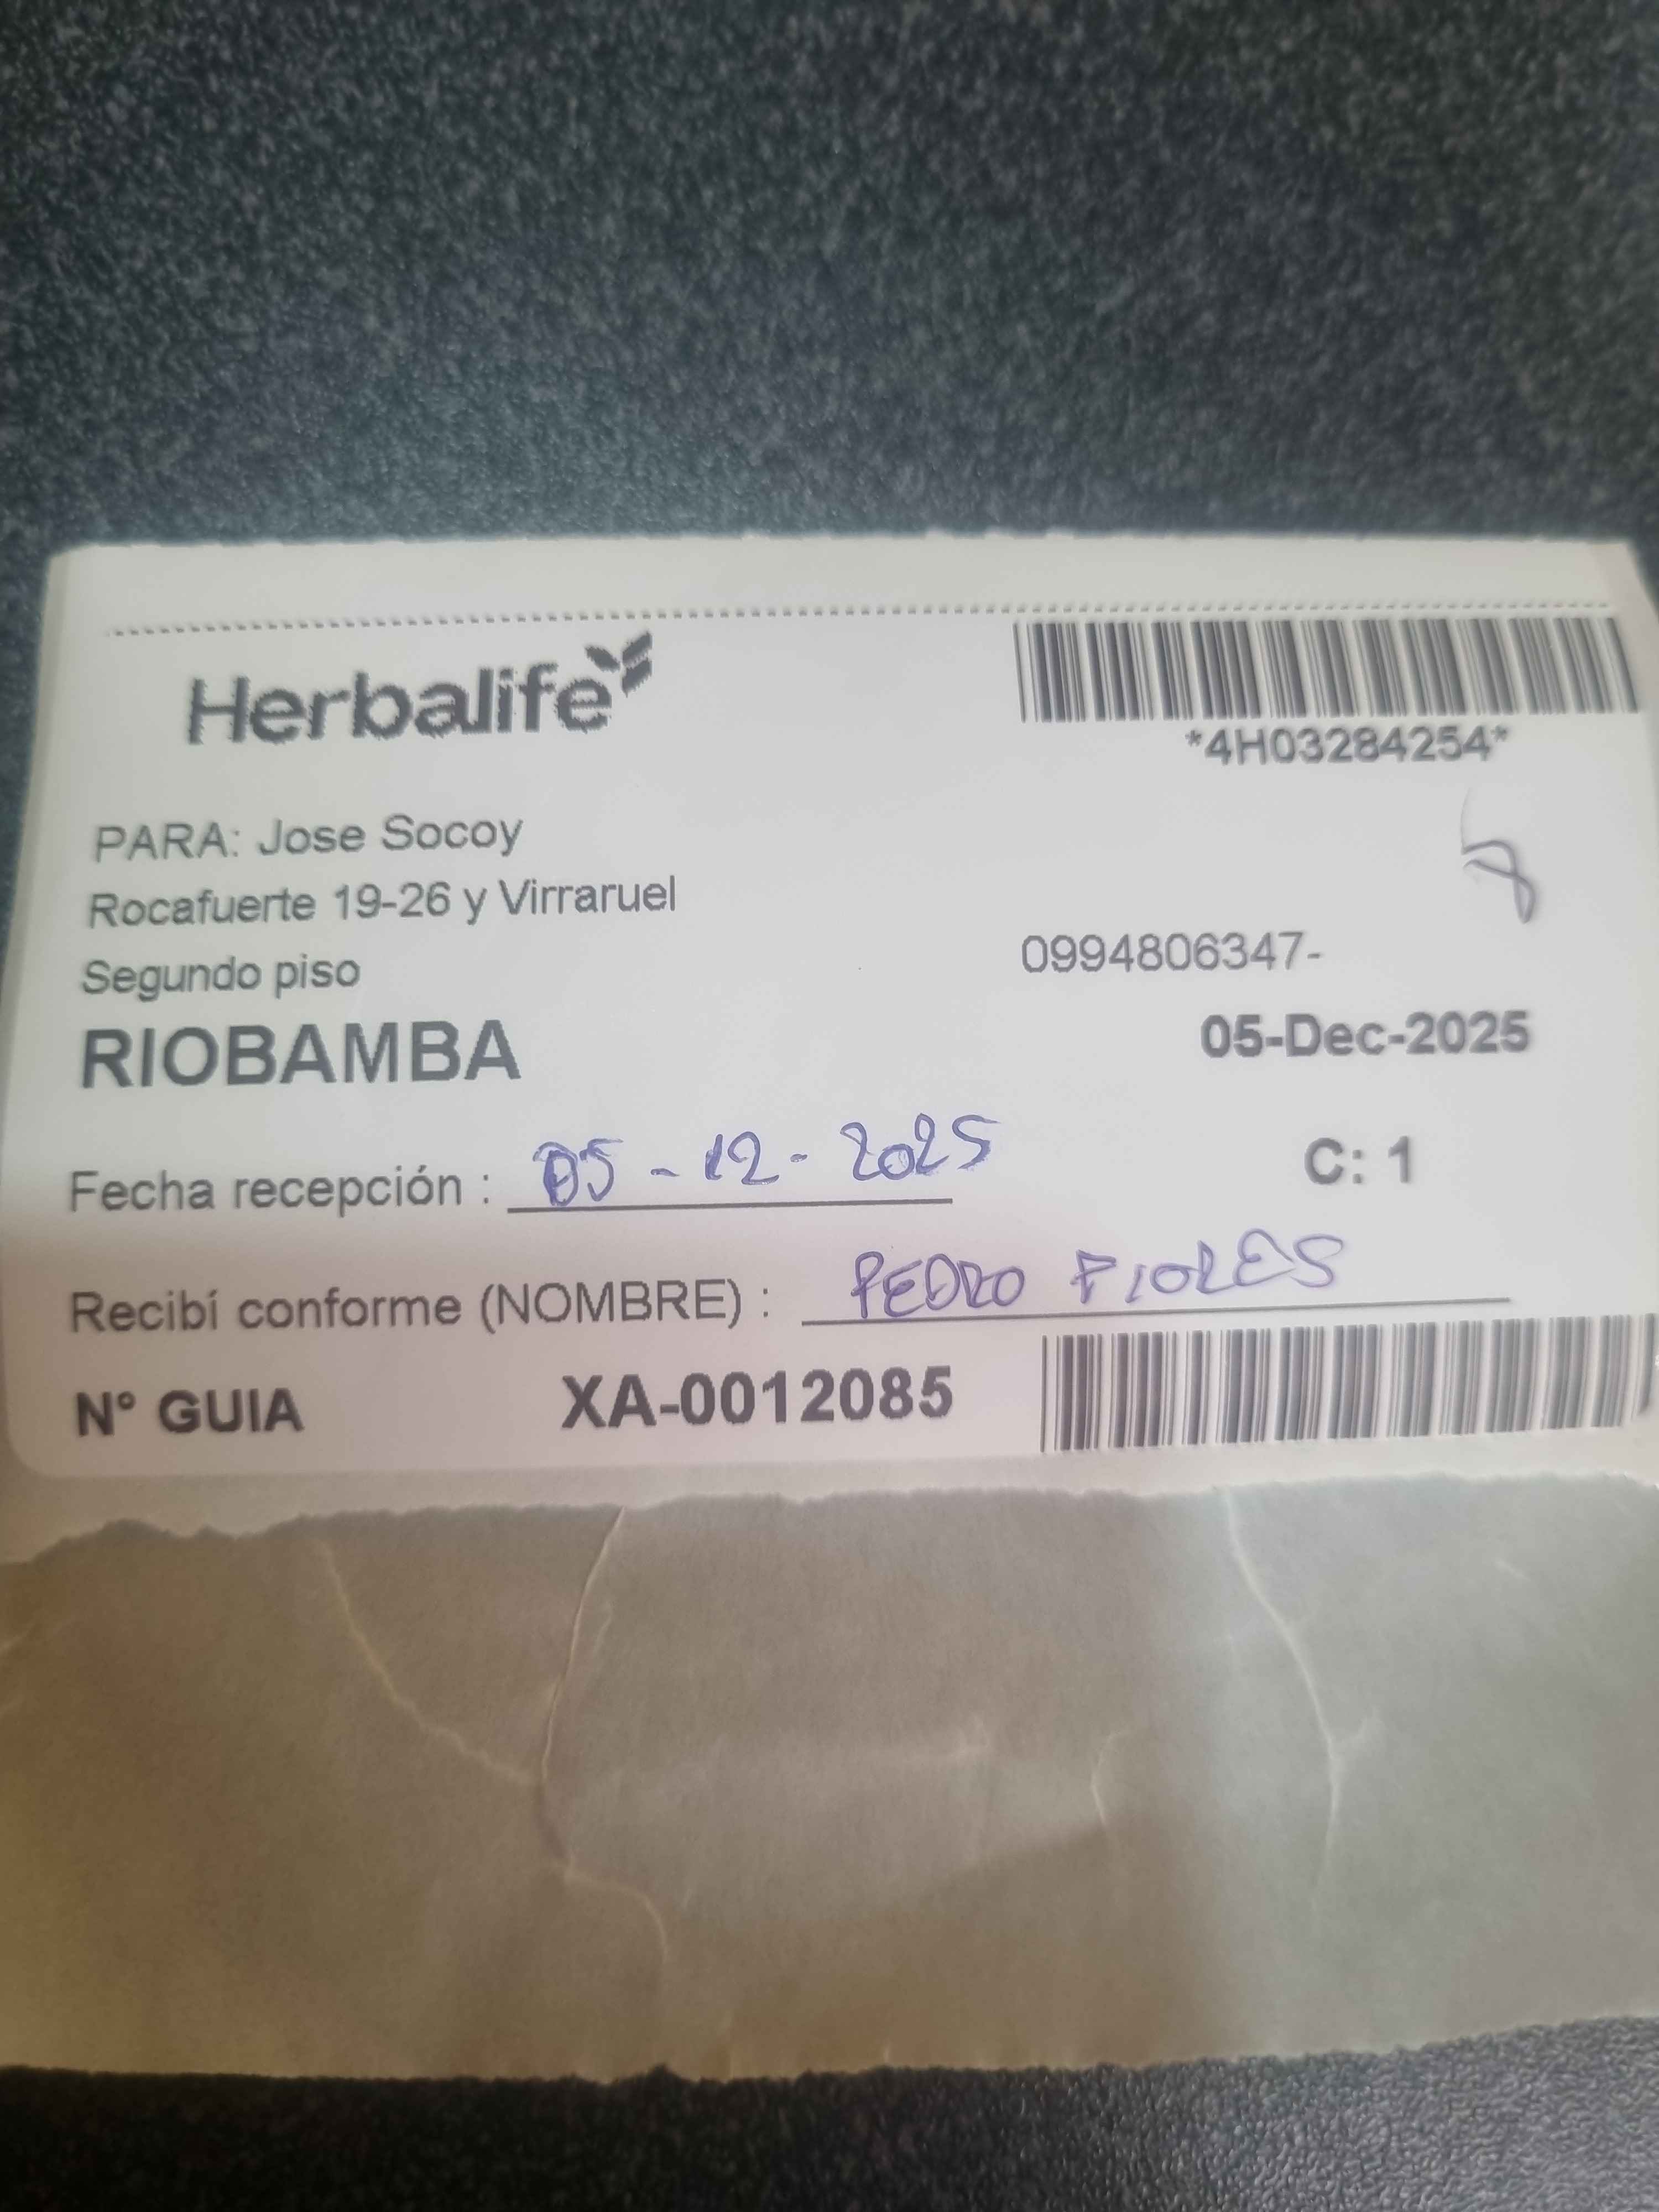 Herbalife
*4H03284254*
PARA: Jose Socoy
Rocafuerte 19-26 y Virraruel
Segundo piso
0994806347-
RIOBAMBA
05-Dec-2025
Fecha recepción : 05-12-2025
C: 1
Recibí conforme (NOMBRE) : PEDRO FlORES
N° GUIA XA-0012085